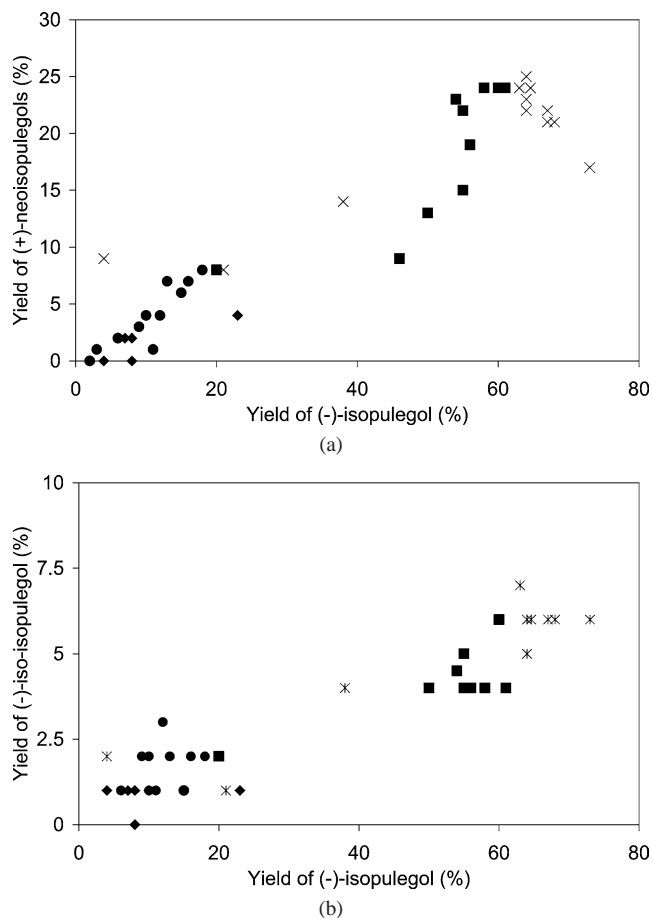 30
25
20
15
10
5
0
0 20 40 60 80
Yield of (+)-neoisopulegols (%)
Yield of (-)-isopulegol (%)
(a)
10
7.5
5
2.5
0
0 20 40 60 80
Yield of (-)-iso-isopulegol (%)
Yield of (-)-isopulegol (%)
(b)